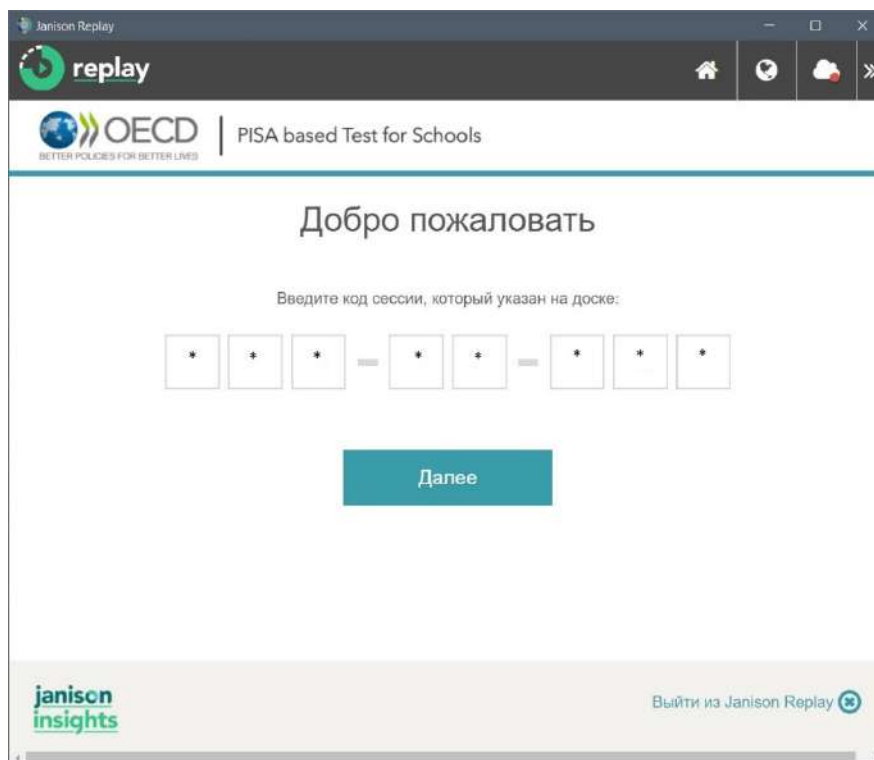 Janison Replay
replay
OECD
BETTER POLICIES FOR BETTER LIVES
PISA based Test for Schools
Добро пожаловать
Введите код сессии, который указан на доске:
* * * - * * - * * *
Далее
janison
insights
Выйти из Janison Replay